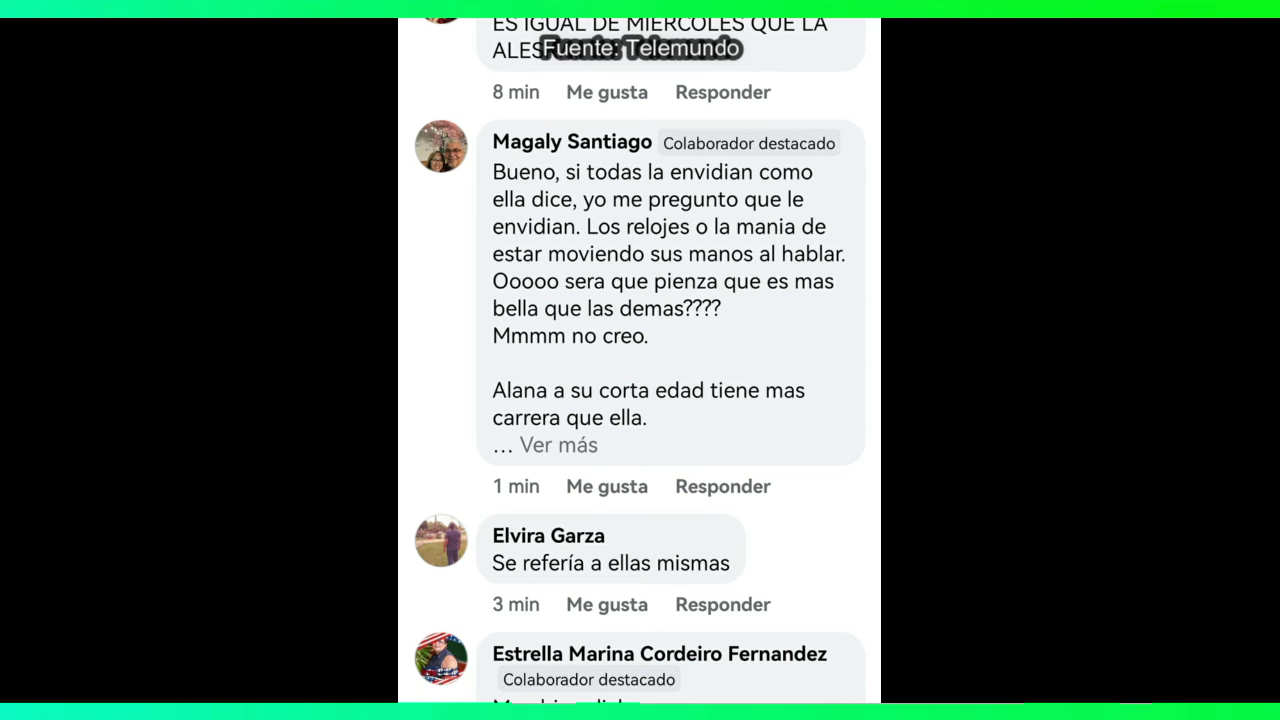 ES IGUAL DE MIERCOLES QUE LA
ALES
Fuente: Telemundo
8 min Me gusta Responder
Magaly Santiago Colaborador destacado
Bueno, si todas la envidian como
ella dice, yo me pregunto que le
envidian. Los relojes o la mania de
estar moviendo sus manos al hablar.
Ooooo sera que pienza que es mas
bella que las demas????
Mmmm no creo.
Alana a su corta edad tiene mas
carrera que ella.
... Ver más
1 min Me gusta Responder
Elvira Garza
Se refería a ellas mismas
3 min Me gusta Responder
Estrella Marina Cordeiro Fernandez
Colaborador destacado